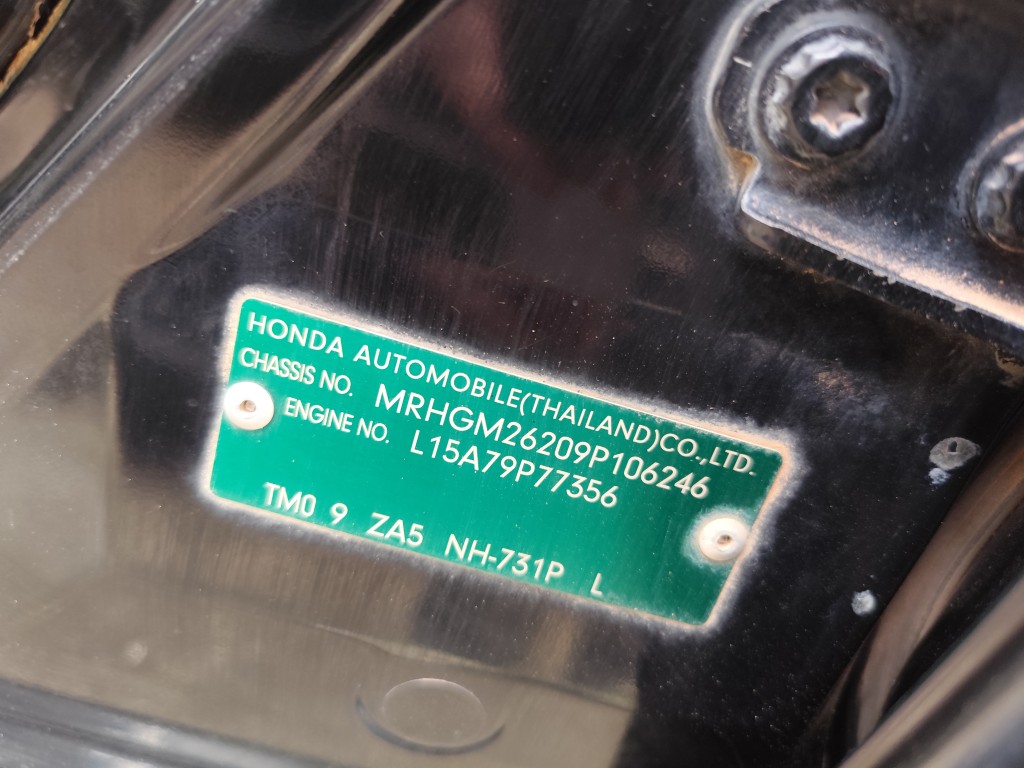 HONDA AUTOMOBILE(THAILAND)CO.,LTD.
CHASSIS NO. MRHGM26209P106246
ENGINE NO. L15A79P77356
TM0 9 ZA5 NH-731P L